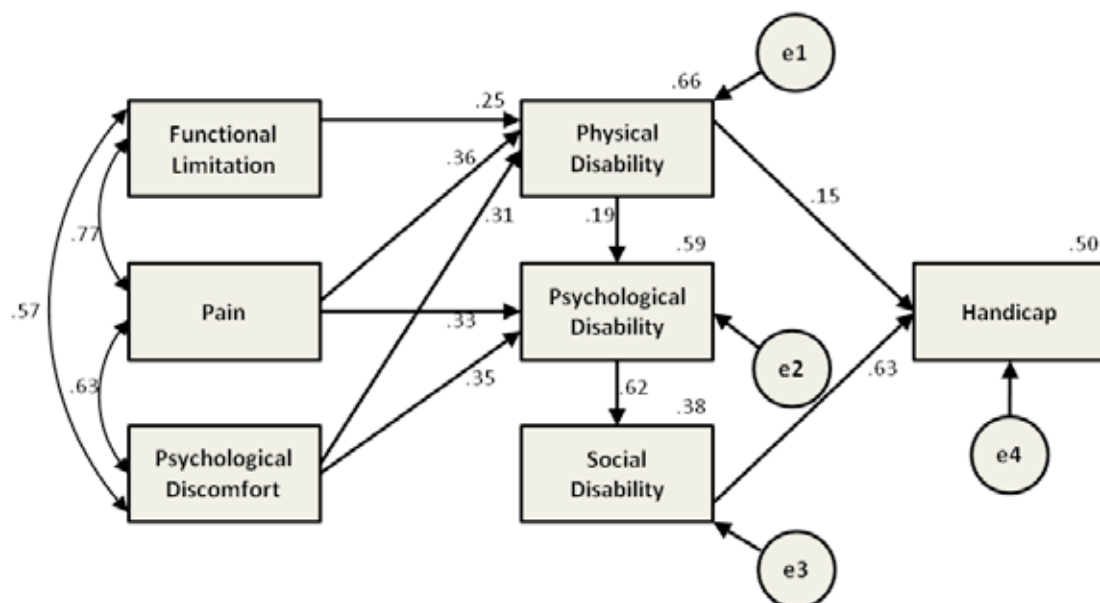 e1
.66
.25
Functional
Limitation
Physical
Disability
.36
.31
.15
.77
.19
.59
.50
.57
Pain
Psychological
Disability
Handicap
.33
.35
e2
.63
.63
.62
.38
Psychological
Discomfort
Social
Disability
e4
e3